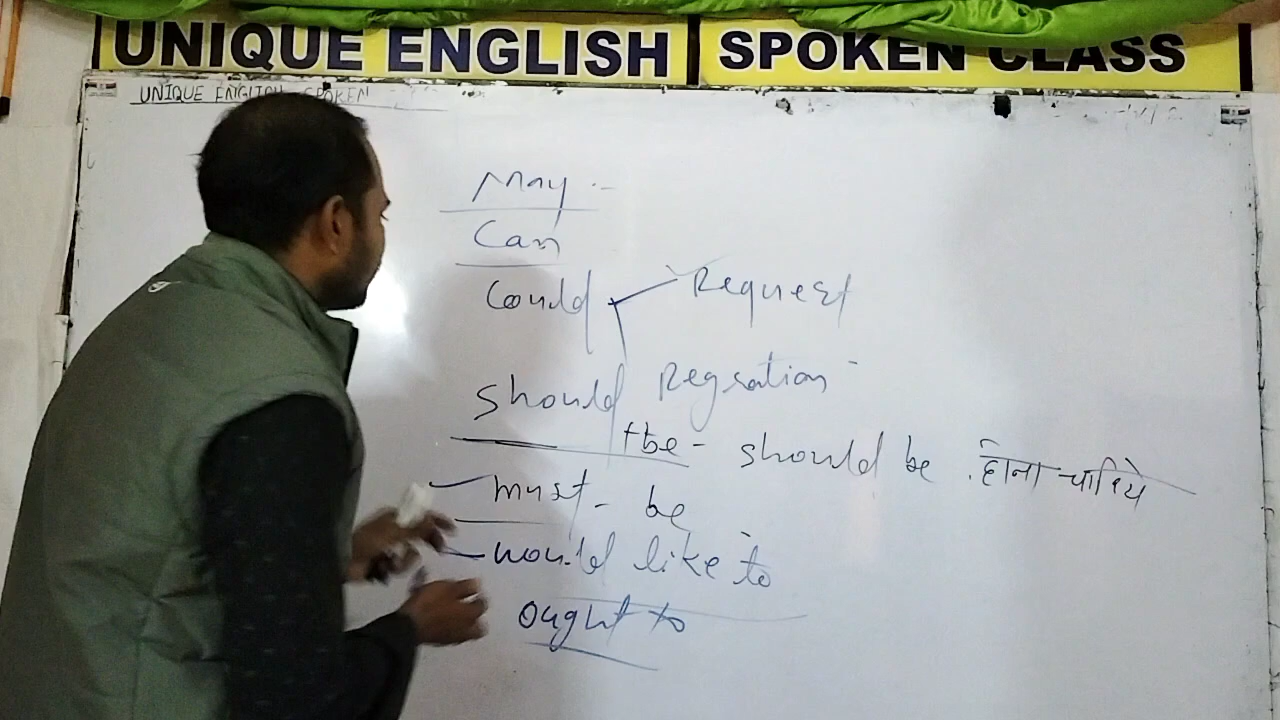 UNIQUE ENGLISH SPOKEN CLASS
UNIQUE ENGLISH SPOKEN
May
Can
Could Request
Should Regsation
+be - should be होना चाहिये
must - be
would like to
ought to